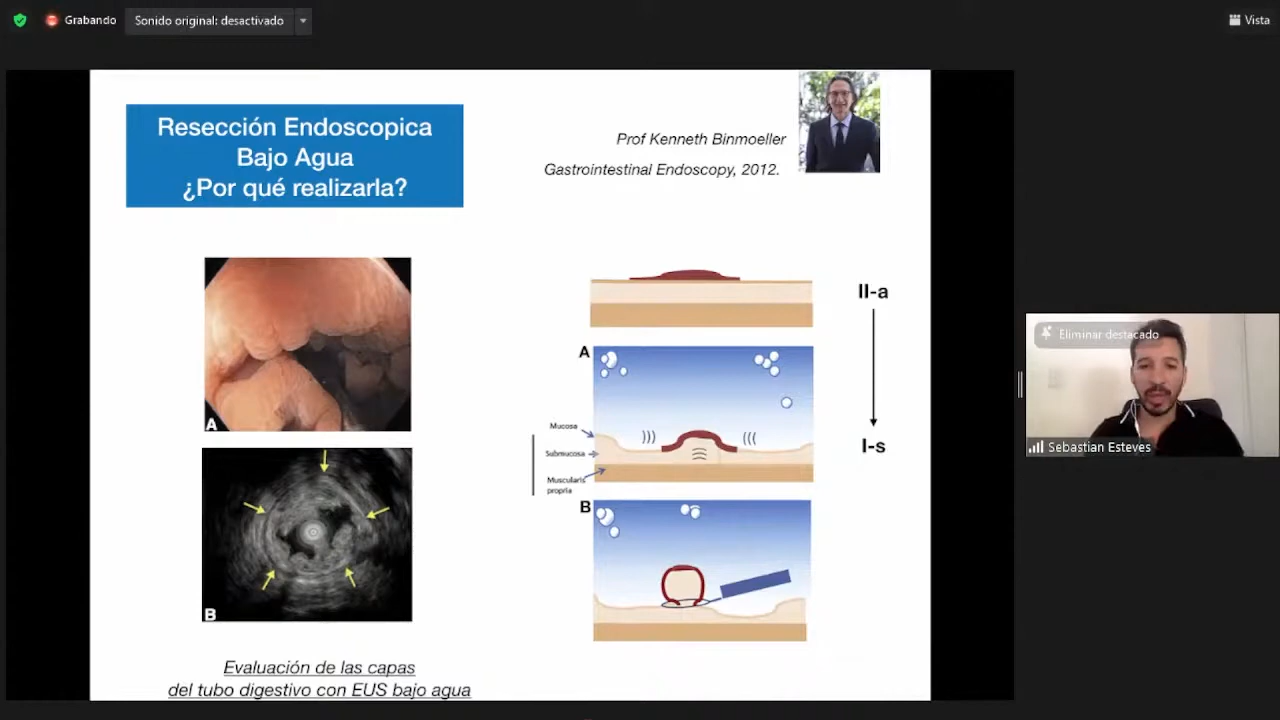 Grabando
Sonido original: desactivado
Vista
Resección Endoscopica
Bajo Agua
¿Por qué realizarla?
Prof Kenneth Binmoeller
Gastrointestinal Endoscopy, 2012.
A
B
Evaluación de las capas
del tubo digestivo con EUS bajo agua
II-a
I-s
A
Mucosa
Submucosa
Muscularis
propria
B
Eliminar destacado
Sebastian Esteves